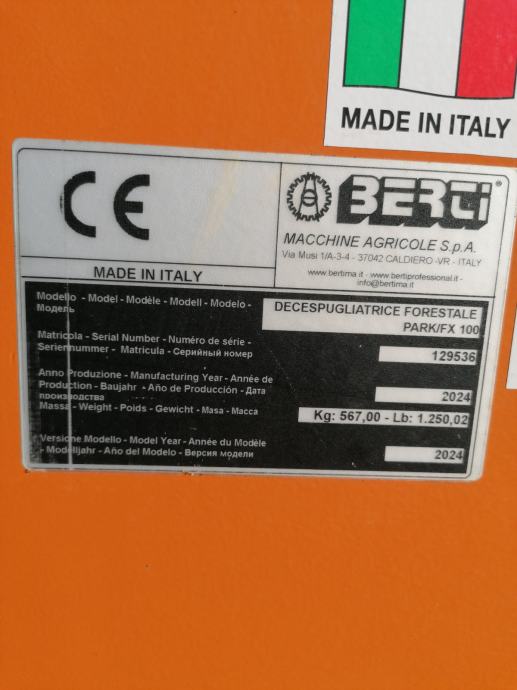 MADE IN ITALY
CE
BERTI®
MACCHINE AGRICOLE S.p.A.
Via Musi 1/A-3-4 - 37042 CALDIERO -VR - ITALY
www.bertima.it - www.bertiprofessional.it -
info@bertima.it
MADE IN ITALY
Modello - Model - Modèle - Modell - Modelo -
Модель
DECESPUGLIATRICE FORESTALE
PARK/FX 100
Matricola - Serial Number - Numéro de série -
Seriennummer - Matricula - Серийный номер
129536
Anno Produzione - Manufacturing Year - Année de
Production - Baujahr - Año de Producción - Дата
производства
2024
Massa - Weight - Poids - Gewicht - Masa - Масса
Kg: 567,00 - Lb: 1.250,02
Versione Modello - Model Year - Année du Modèle
- Modelljahr - Año del Modelo - Версия модели
2024